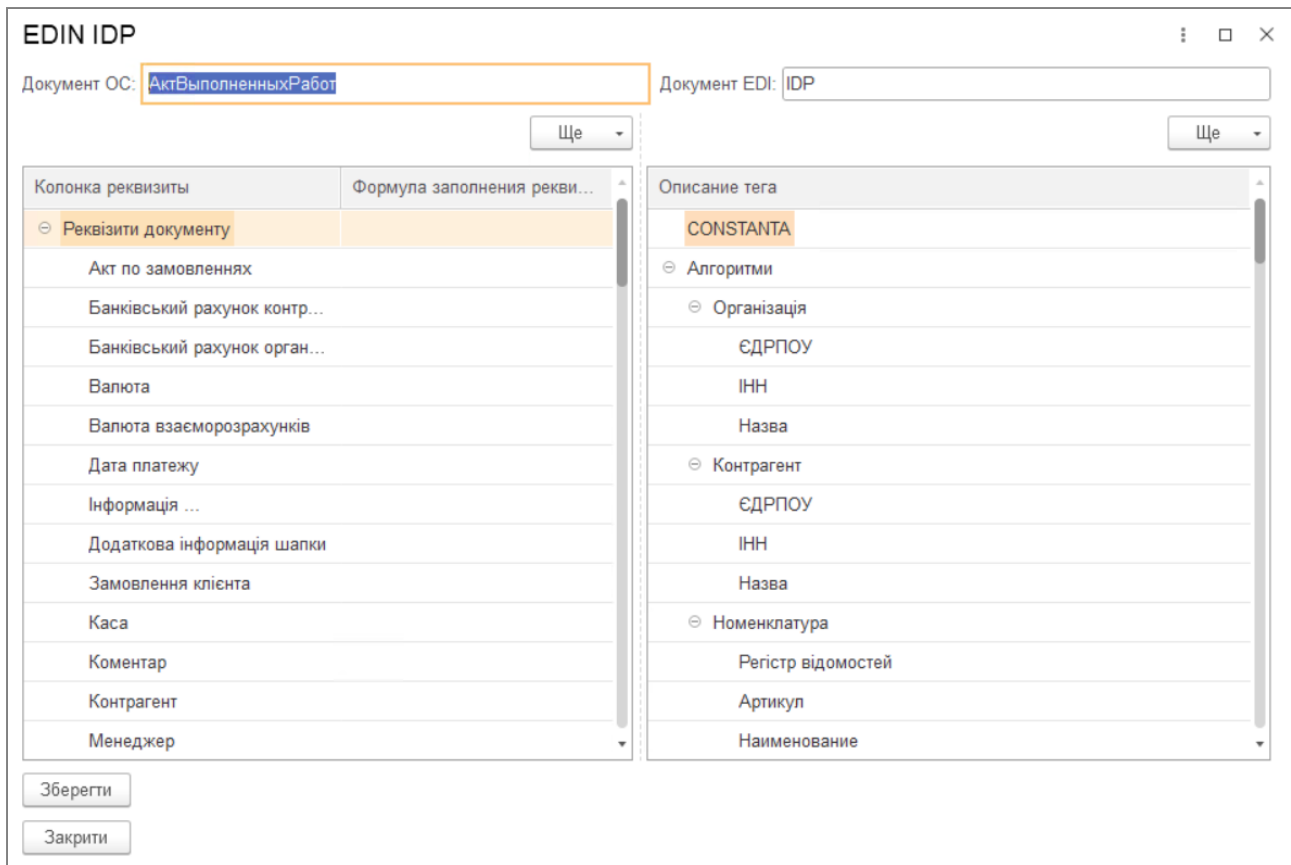 EDIN IDP
Документ ОС: АктВыполненныхРабот Документ EDI: IDP
Ще Ще
Колонка реквизиты Формула заполнения рекви... Описание тега
Реквізити документу CONSTANTA
Акт по замовленнях Алгоритми
Банківський рахунок контр... Організація
Банківський рахунок орган... ЄДРПОУ
Валюта ІНН
Валюта взаєморозрахунків Назва
Дата платежу Контрагент
Інформація ... ЄДРПОУ
Додаткова інформація шапки ІНН
Замовлення клієнта Назва
Каса Номенклатура
Коментар Регістр відомостей
Контрагент Артикул
Менеджер Наименование
Зберегти
Закрити